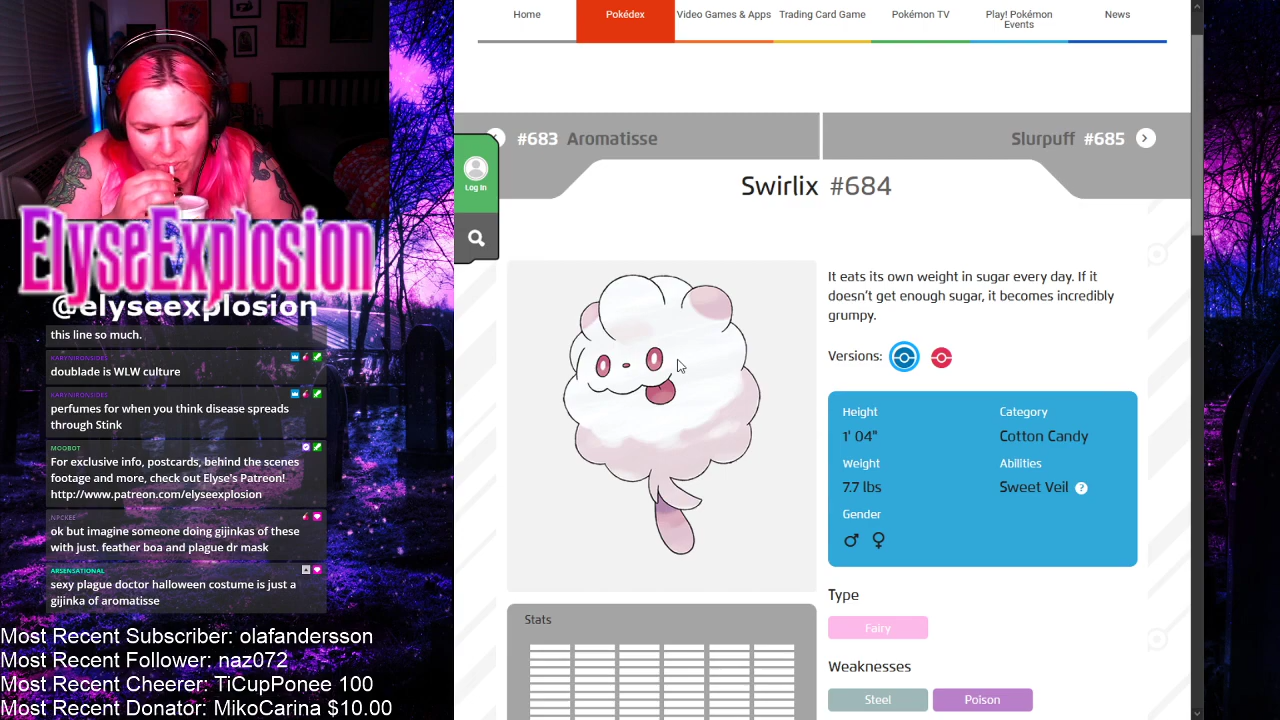 Home
Pokédex
Video Games & Apps
Trading Card Game
Pokémon TV
Play! Pokémon
Events
News
#683 Aromatisse
Slurpuff #685
Log In
Swirlix #684
It eats its own weight in sugar every day. If it
doesn't get enough sugar, it becomes incredibly
grumpy.
Versions:
Height
1' 04"
Weight
7.7 lbs
Gender
Category
Cotton Candy
Abilities
Sweet Veil ?
Type
Fairy
Weaknesses
Steel
Poison
Stats
ElyseExplosion
@elyseexplosion
this line so much.
KARYNIRONSIDES
doublade is WLW culture
KARYNIRONSIDES
perfumes for when you think disease spreads
through Stink
MOOBOT
For exclusive info, postcards, behind the scenes
footage and more, check out Elyse's Patreon!
http://www.patreon.com/elyseexplosion
ok but imagine someone doing gijinkas of these
with just. feather boa and plague dr mask
ARSENSATIONAL
sexy plague doctor halloween costume is just a
gijinka of aromatisse
Most Recent Subscriber: olafandersson
Most Recent Follower: naz072
Most Recent Cheerer: TiCupPonee 100
Most Recent Donator: MikoCarina $10.00